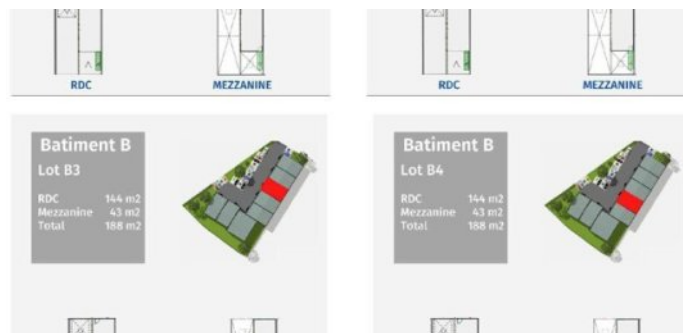 RDC MEZZANINE RDC MEZZANINE
Batiment B
Lot B3
RDC 144 m2
Mezzanine 43 m2
Total 188 m2
Batiment B
Lot B4
RDC 144 m2
Mezzanine 43 m2
Total 188 m2